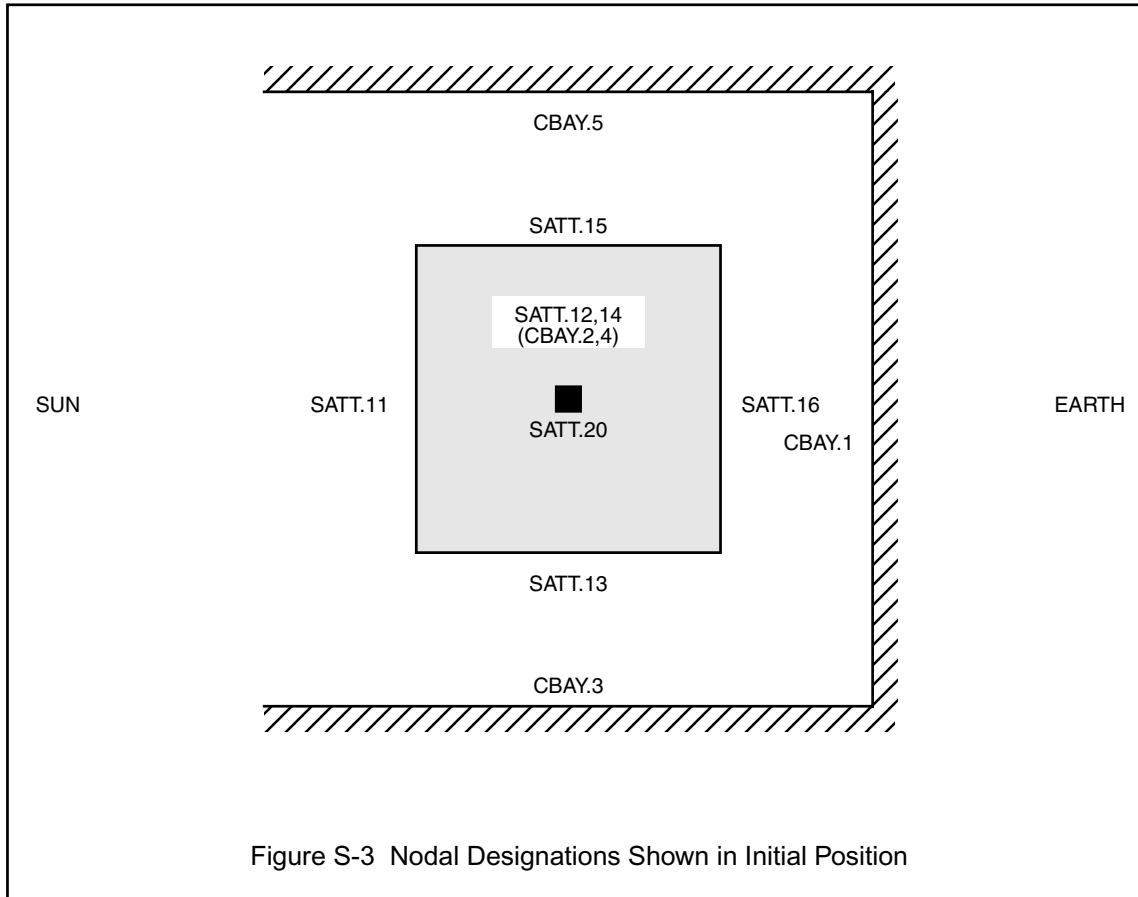 CBAY.5
SATT.15
SATT.12,14
(CBAY.2,4)
SUN
SATT.11
SATT.16
EARTH
SATT.20
CBAY.1
SATT.13
CBAY.3
Figure S-3 Nodal Designations Shown in Initial Position